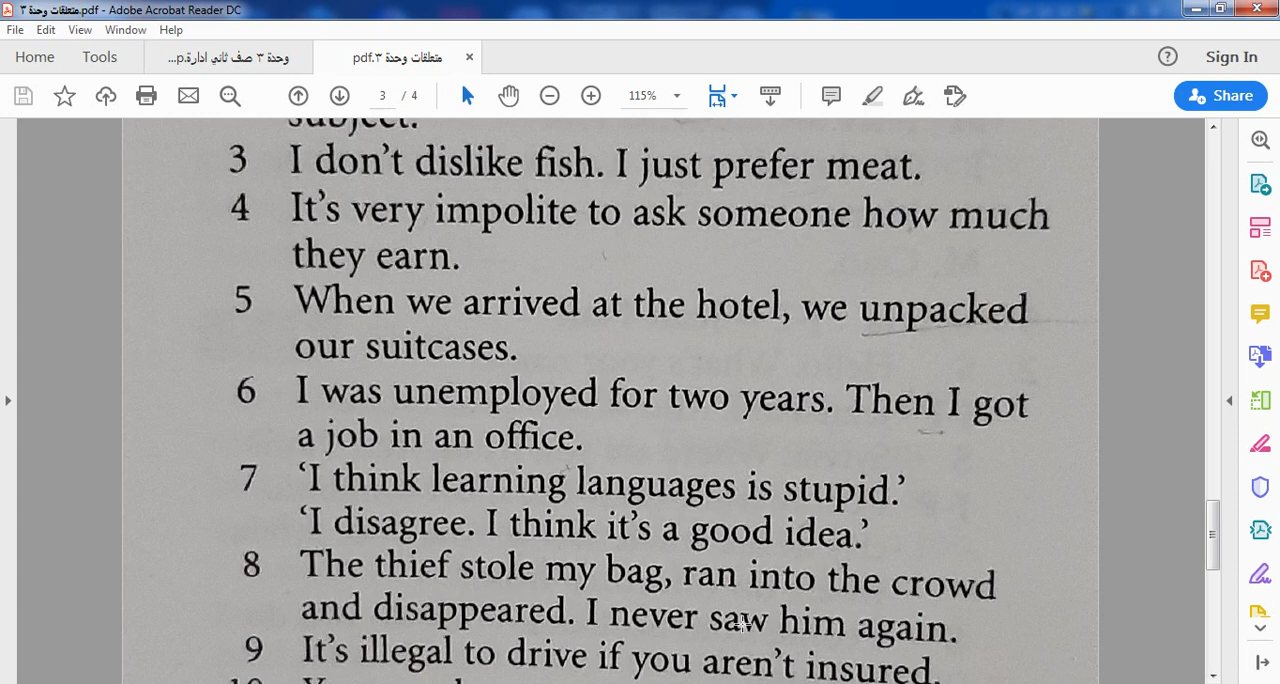 متعلقات وحدة ٣.pdf - Adobe Acrobat Reader DC
File Edit View Window Help
Home Tools وحدة ٣ صف ثاني ادارة.p... متعلقات وحدة ٣.pdf × ? Sign In
3 / 4 115% Share
subject.
3 I don't dislike fish. I just prefer meat.
4 It's very impolite to ask someone how much
they earn.
5 When we arrived at the hotel, we unpacked
our suitcases.
6 I was unemployed for two years. Then I got
a job in an office.
7 'I think learning languages is stupid.'
'I disagree. I think it's a good idea.'
8 The thief stole my bag, ran into the crowd
and disappeared. I never saw him again.
9 It's illegal to drive if you aren't insured.